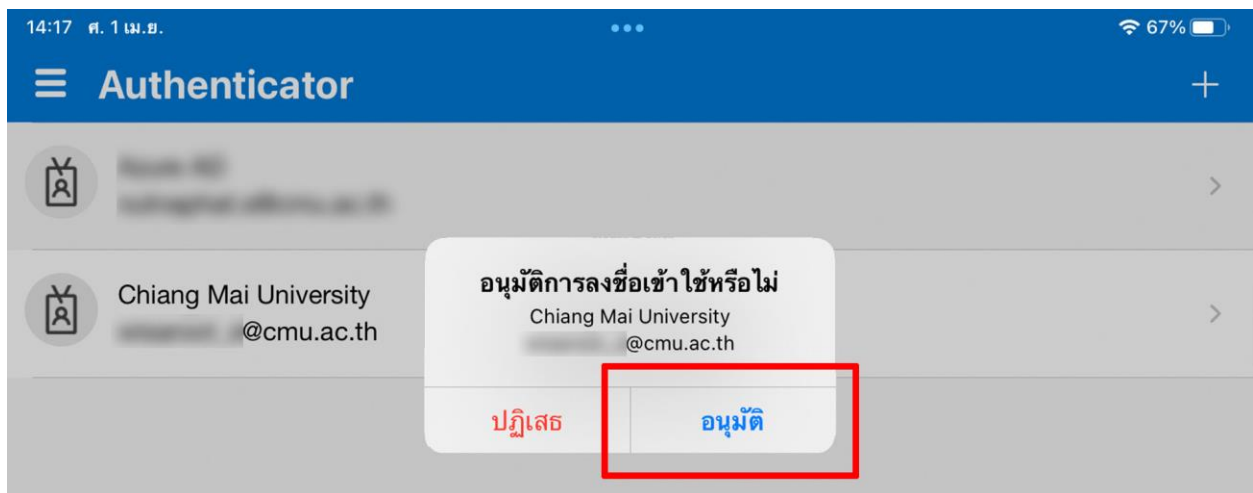 14:17 ศ. 1 เม.ย.
67%
Authenticator
Chiang Mai University
@cmu.ac.th
อนุมัติการลงชื่อเข้าใช้หรือไม่
Chiang Mai University
@cmu.ac.th
ปฏิเสธ
อนุมัติ